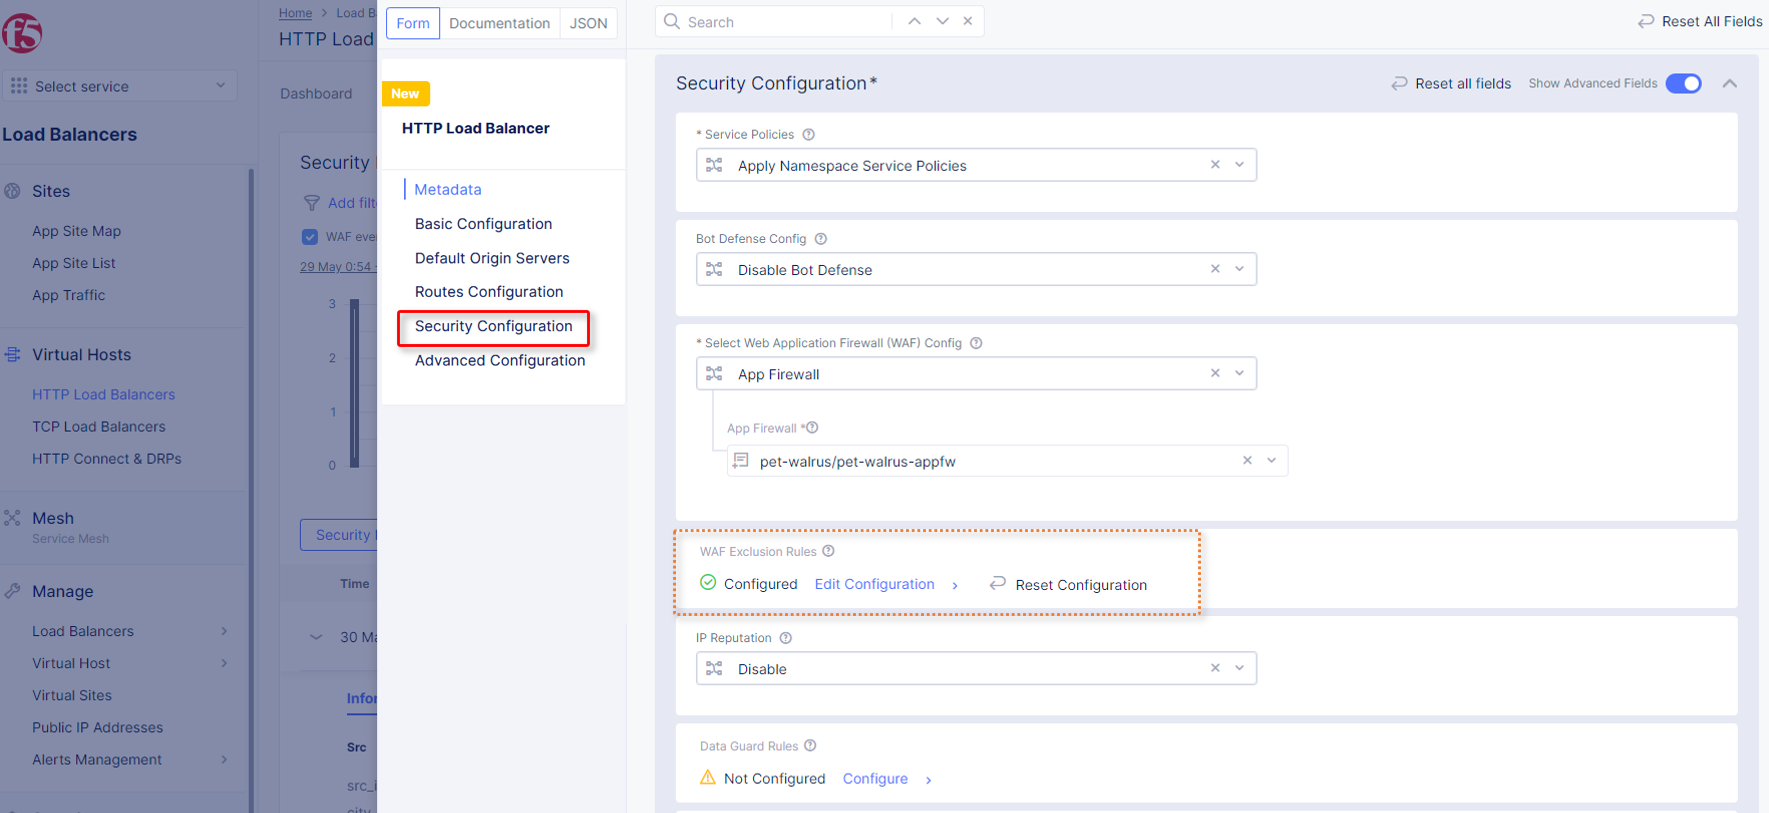 f5
Select service
Load Balancers
Sites
App Site Map
App Site List
App Traffic
Virtual Hosts
HTTP Load Balancers
TCP Load Balancers
HTTP Connect & DRPs
Mesh
Service Mesh
Manage
Load Balancers
Virtual Host
Virtual Sites
Public IP Addresses
Alerts Management
Home > Load B
HTTP Load
Dashboard
Security
Add filt
WAF eve
29 May 0:54 -
3
2
1
0
Security
Time
30 Ma
Infor
Src
src_i
city
Form
Documentation
JSON
New
HTTP Load Balancer
Metadata
Basic Configuration
Default Origin Servers
Routes Configuration
Security Configuration
Advanced Configuration
Search
Reset All Fields
Security Configuration*
Reset all fields
Show Advanced Fields
* Service Policies
Apply Namespace Service Policies
Bot Defense Config
Disable Bot Defense
* Select Web Application Firewall (WAF) Config
App Firewall
App Firewall *
pet-walrus/pet-walrus-appfw
WAF Exclusion Rules
Configured Edit Configuration > Reset Configuration
IP Reputation
Disable
Data Guard Rules
Not Configured Configure >